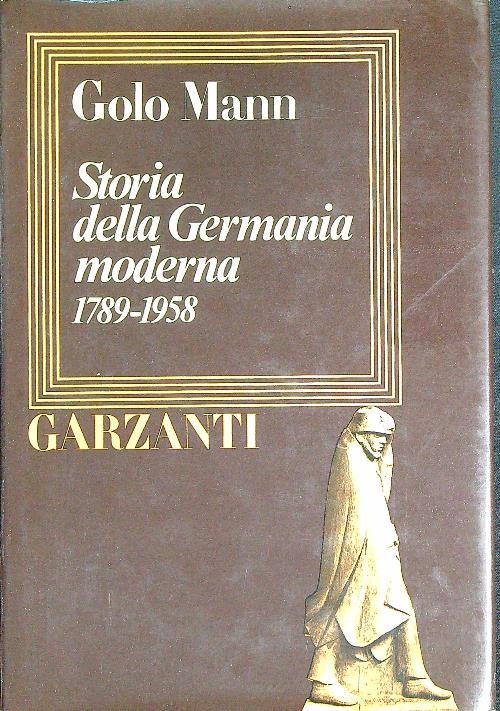 Golo Mann
Storia
della Germania
moderna
1789-1958
GARZANTI